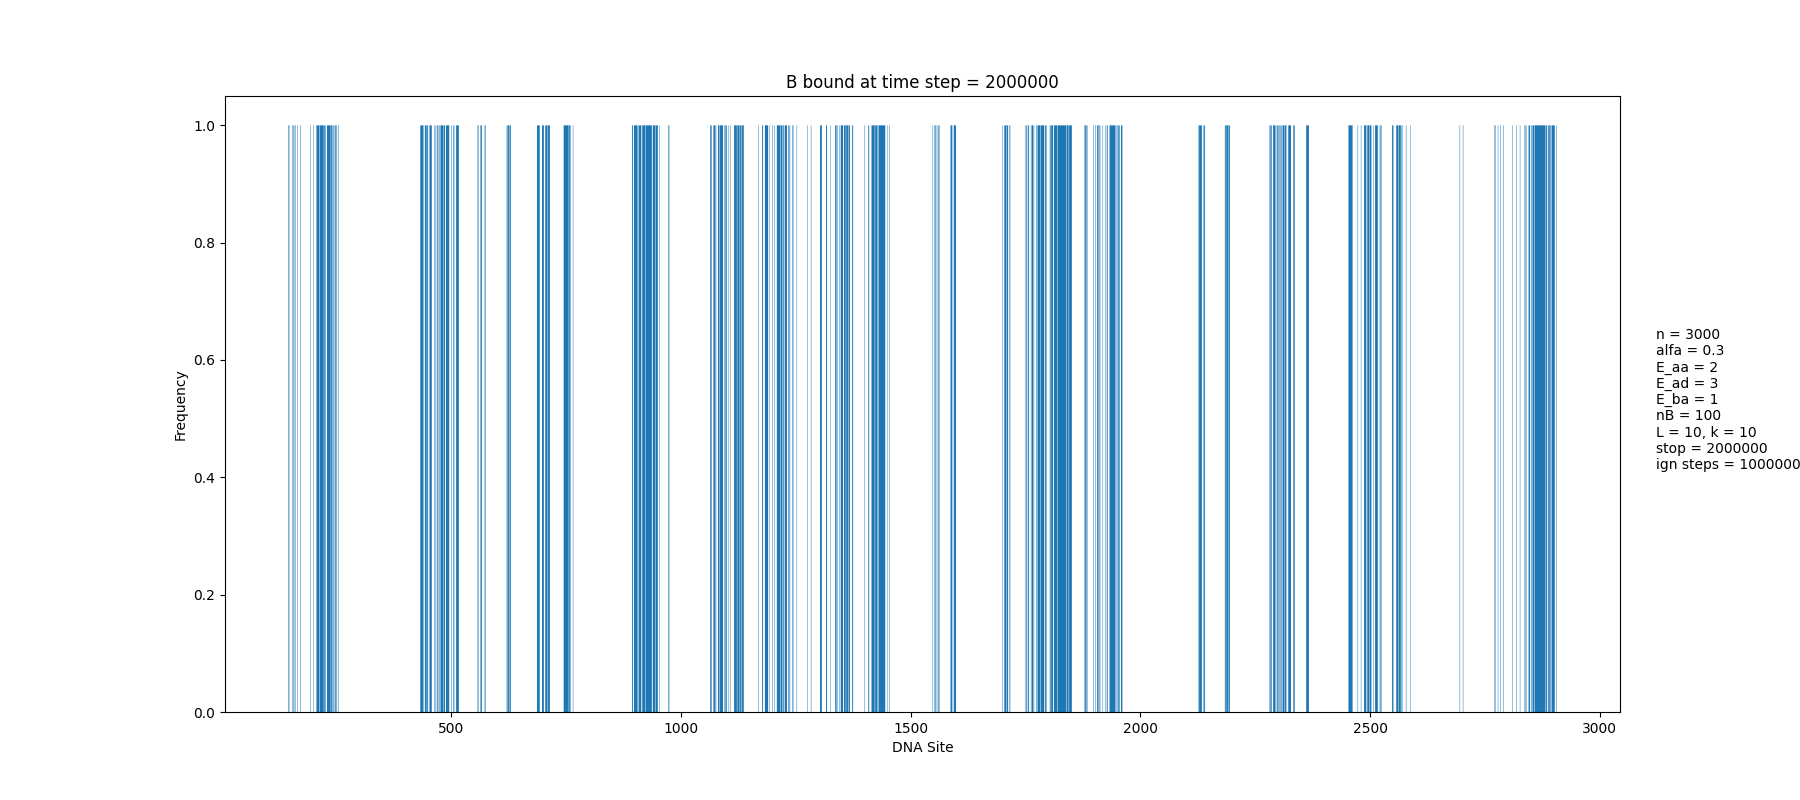 B bound at time step = 2000000
1.0
0.8
0.6
0.4
0.2
0.0
Frequency
500
1000
1500
2000
2500
3000
DNA Site
n = 3000
alfa = 0.3
E_aa = 2
E_ad = 3
E_ba = 1
nB = 100
L = 10, k = 10
stop = 2000000
ign steps = 1000000